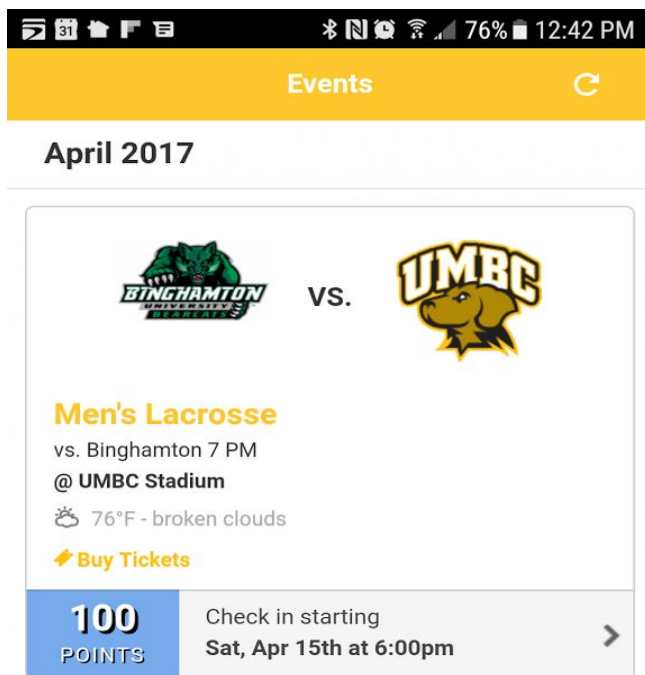 31 76% 12:42 PM
Events
April 2017
BINGHAMTON
UNIVERSITY
BEARCATS
VS.
UMBC
Men's Lacrosse
vs. Binghamton 7 PM
@ UMBC Stadium
76°F - broken clouds
Buy Tickets
100
POINTS
Check in starting
Sat, Apr 15th at 6:00pm